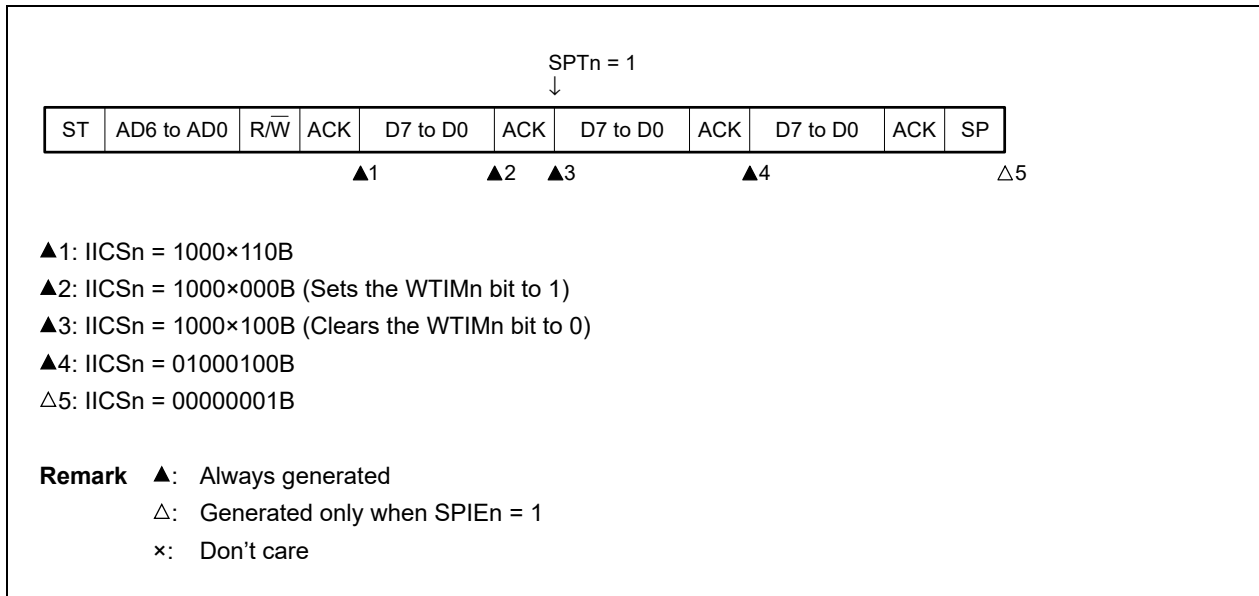 SPTn = 1
↓
ST AD6 to AD0 R/W̅ ACK D7 to D0 ACK D7 to D0 ACK D7 to D0 ACK SP
▲1 ▲2 ▲3 ▲4 △5
▲1: IICSn = 1000×110B
▲2: IICSn = 1000×000B (Sets the WTIMn bit to 1)
▲3: IICSn = 1000×100B (Clears the WTIMn bit to 0)
▲4: IICSn = 01000100B
△5: IICSn = 00000001B
Remark ▲: Always generated
△: Generated only when SPIEn = 1
×: Don't care